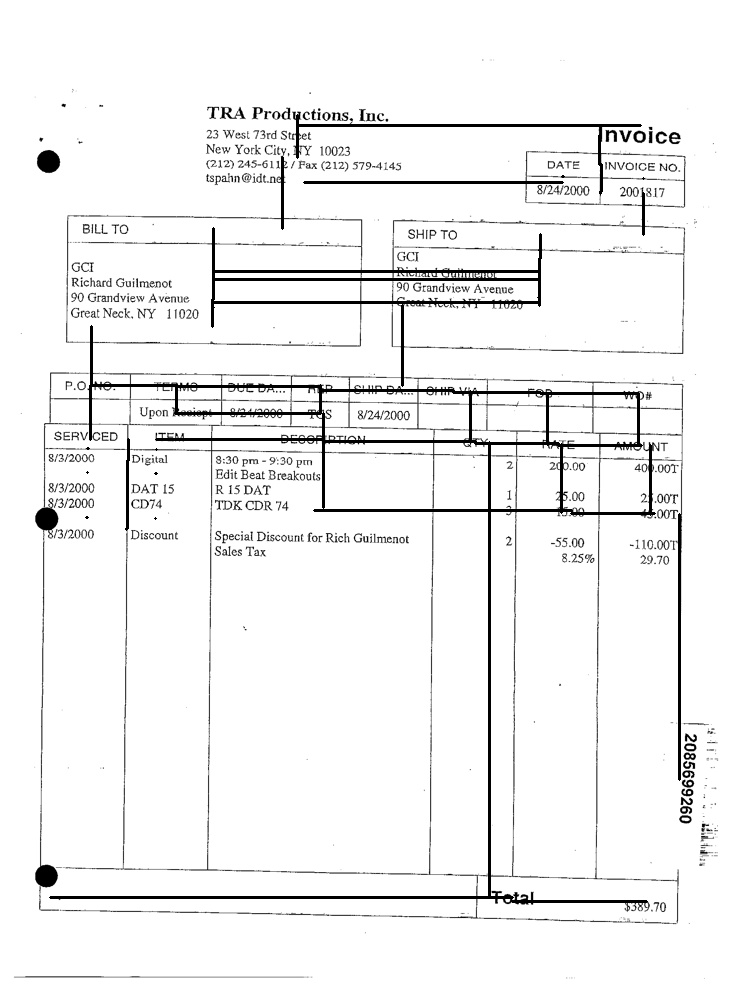 TRA Productions, Inc.
Invoice
23 West 73rd Street
New York City, NY 10023
(212) 245-6112 / Fax (212) 579-4145
tspahn@idt.net
DATE INVOICE NO.
8/24/2000 2001817
BILL TO
GCI
Richard Guilmenot
90 Grandview Avenue
Great Neck, NY 11020
SHIP TO
GCI
Richard Guilmenot
90 Grandview Avenue
Great Neck, NY 11020
P.O. NO. TERMS DUE DA... REP SHIP DA... SHIP VIA FOB WO#
Upon Receipt 8/24/2000 TGS 8/24/2000
SERVICED ITEM DESCRIPTION QTY RATE AMOUNT
8/3/2000 Digital 8:30 pm - 9:30 pm 2 200.00 400.00T
Edit Beat Breakouts
8/3/2000 DAT 15 R 15 DAT 1 25.00 25.00T
8/3/2000 CD74 TDK CDR 74 3 15.00 45.00T
8/3/2000 Discount Special Discount for Rich Guilmenot 2 -55.00 -110.00T
Sales Tax 8.25% 29.70
2085699260
Total $389.70